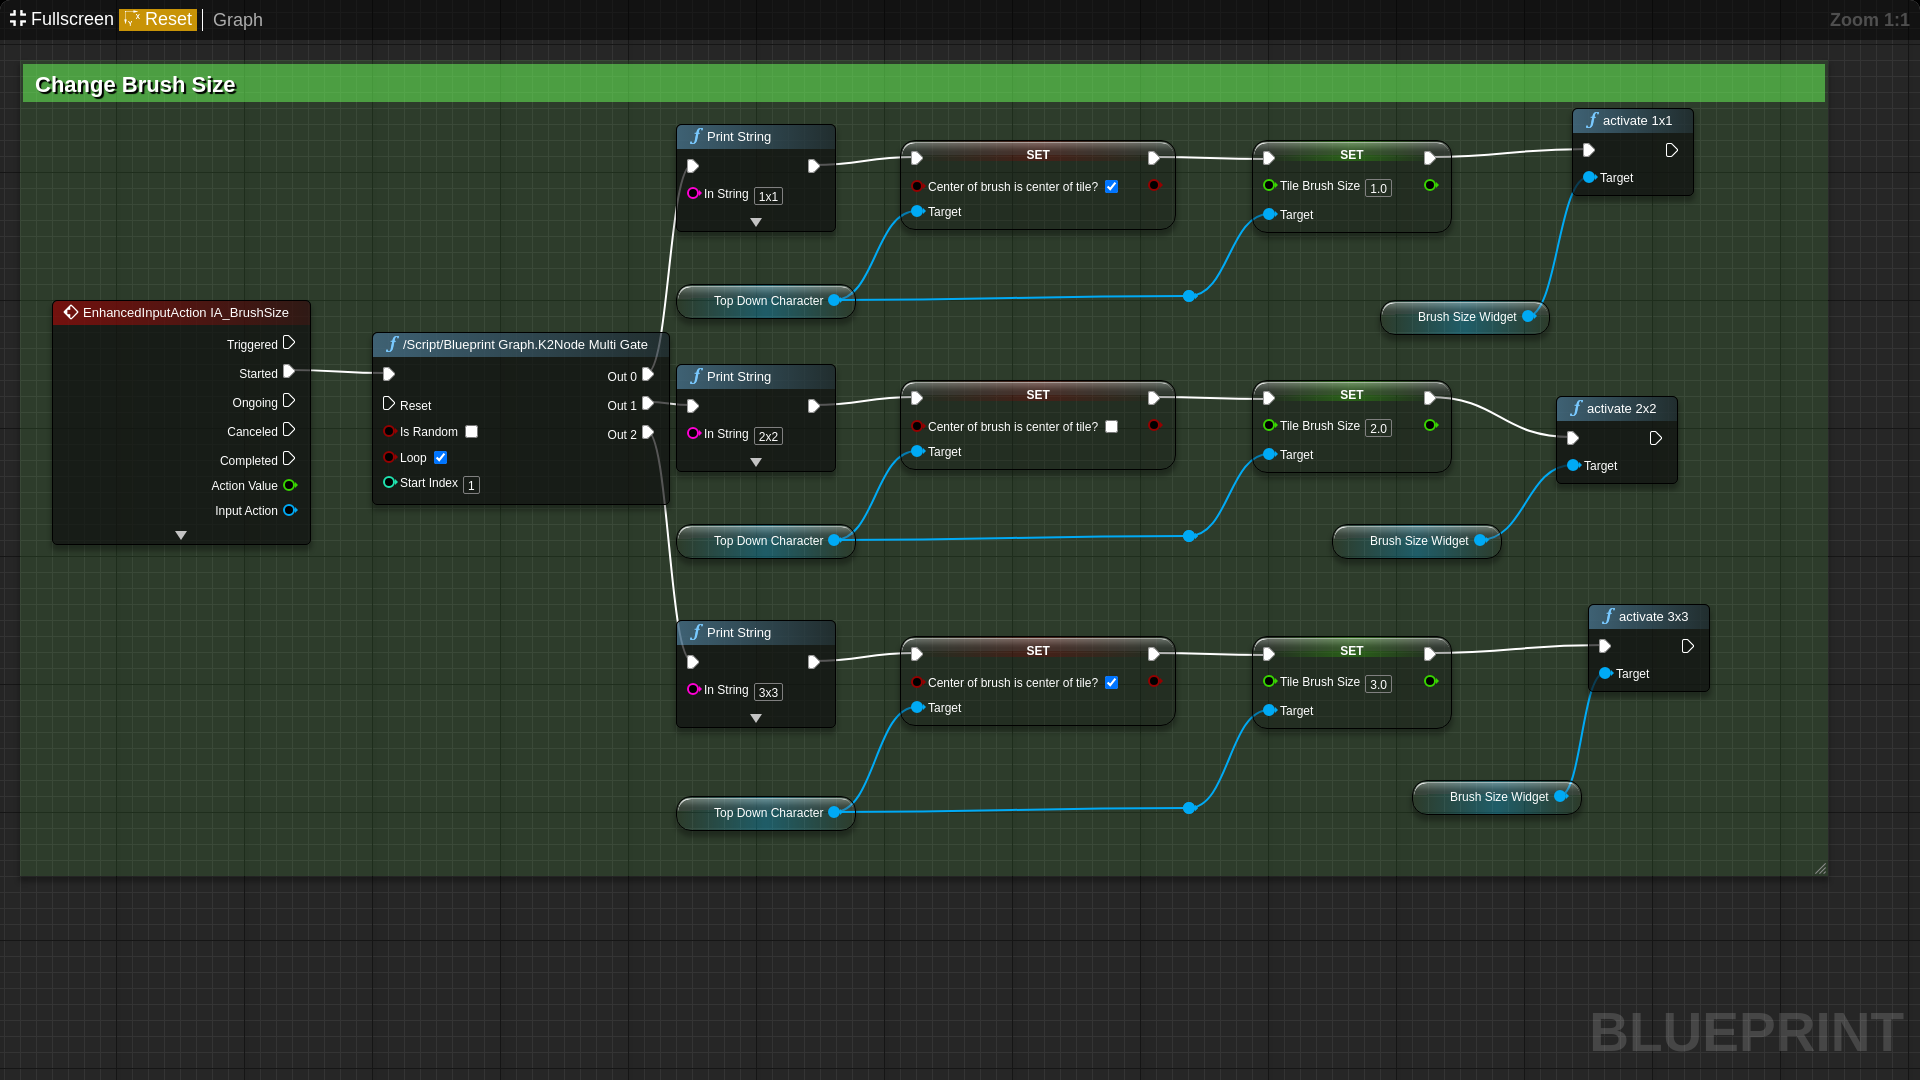 Fullscreen Reset Graph
Zoom 1:1
Change Brush Size
Print String
In String 1x1
SET
Center of brush is center of tile?
Target
SET
Tile Brush Size 1.0
Target
activate 1x1
Target
Top Down Character
Brush Size Widget
EnhancedInputAction IA_BrushSize
Triggered
Started
Ongoing
Canceled
Completed
Action Value
Input Action
/Script/Blueprint Graph.K2Node Multi Gate
Out 0
Reset
Out 1
Is Random
Out 2
Loop
Start Index 1
Print String
In String 2x2
SET
Center of brush is center of tile?
Target
SET
Tile Brush Size 2.0
Target
activate 2x2
Target
Top Down Character
Brush Size Widget
Print String
In String 3x3
SET
Center of brush is center of tile?
Target
SET
Tile Brush Size 3.0
Target
activate 3x3
Target
Top Down Character
Brush Size Widget
BLUEPRINT